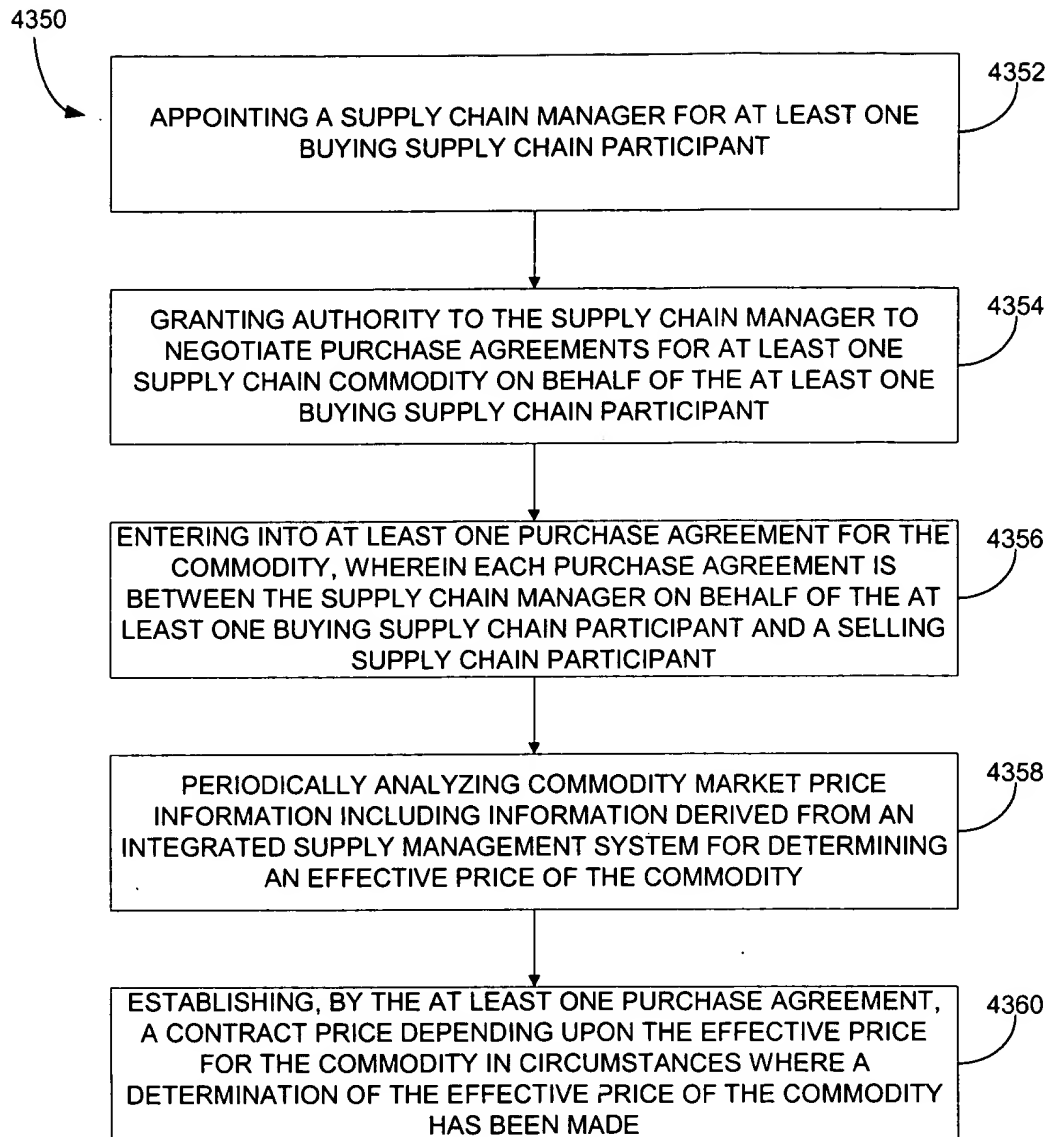 4350
4352
APPOINTING A SUPPLY CHAIN MANAGER FOR AT LEAST ONE
BUYING SUPPLY CHAIN PARTICIPANT
4354
GRANTING AUTHORITY TO THE SUPPLY CHAIN MANAGER TO
NEGOTIATE PURCHASE AGREEMENTS FOR AT LEAST ONE
SUPPLY CHAIN COMMODITY ON BEHALF OF THE AT LEAST ONE
BUYING SUPPLY CHAIN PARTICIPANT
4356
ENTERING INTO AT LEAST ONE PURCHASE AGREEMENT FOR THE
COMMODITY, WHEREIN EACH PURCHASE AGREEMENT IS
BETWEEN THE SUPPLY CHAIN MANAGER ON BEHALF OF THE AT
LEAST ONE BUYING SUPPLY CHAIN PARTICIPANT AND A SELLING
SUPPLY CHAIN PARTICIPANT
4358
PERIODICALLY ANALYZING COMMODITY MARKET PRICE
INFORMATION INCLUDING INFORMATION DERIVED FROM AN
INTEGRATED SUPPLY MANAGEMENT SYSTEM FOR DETERMINING
AN EFFECTIVE PRICE OF THE COMMODITY
4360
ESTABLISHING, BY THE AT LEAST ONE PURCHASE AGREEMENT,
A CONTRACT PRICE DEPENDING UPON THE EFFECTIVE PRICE
FOR THE COMMODITY IN CIRCUMSTANCES WHERE A
DETERMINATION OF THE EFFECTIVE PRICE OF THE COMMODITY
HAS BEEN MADE